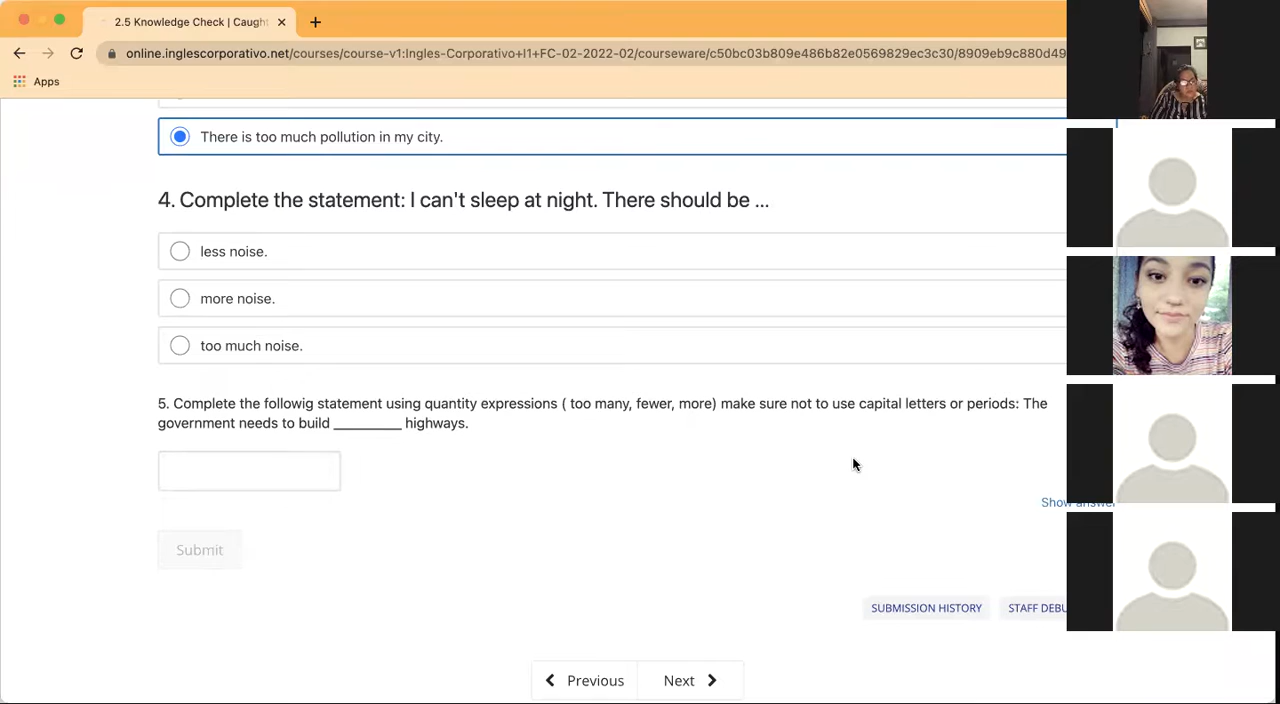 2.5 Knowledge Check | Caught
online.inglescorporativo.net/courses/course-v1:Ingles-Corporativo+I1+FC-02-2022-02/courseware/c50bc03b809e486b82e0569829ec3c30/8909eb9c880d49
Apps
There is too much pollution in my city.
4. Complete the statement: I can't sleep at night. There should be ...
less noise.
more noise.
too much noise.
5. Complete the followig statement using quantity expressions ( too many, fewer, more) make sure not to use capital letters or periods: The
government needs to build _________ highways.
Show answer
Submit
SUBMISSION HISTORY STAFF DEBU
Previous Next